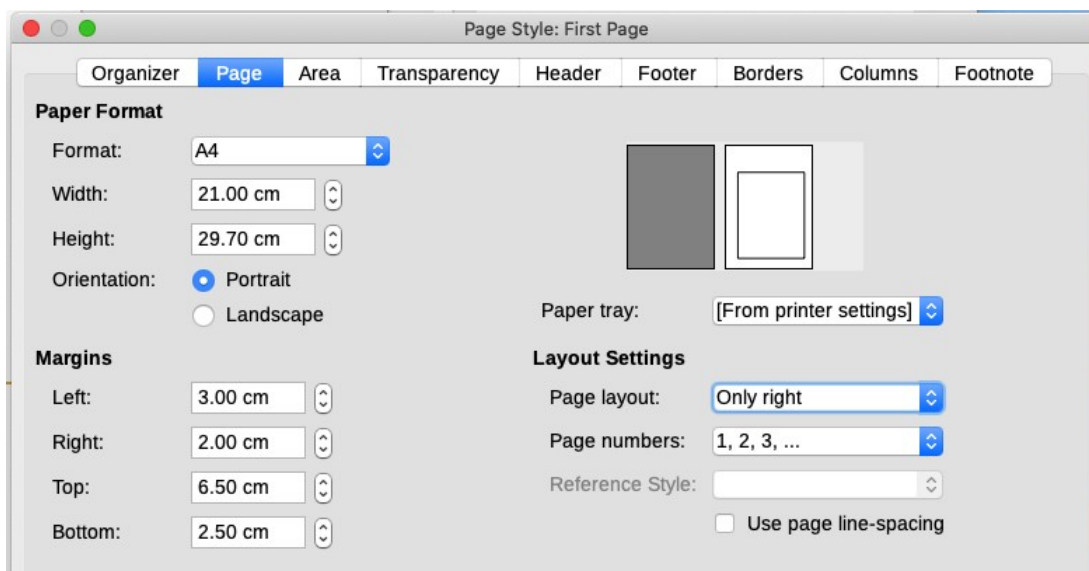 Page Style: First Page
Organizer Page Area Transparency Header Footer Borders Columns Footnote
Paper Format
Format: A4
Width: 21.00 cm
Height: 29.70 cm
Orientation: Portrait
Landscape
Paper tray: [From printer settings]
Margins
Left: 3.00 cm
Right: 2.00 cm
Top: 6.50 cm
Bottom: 2.50 cm
Layout Settings
Page layout: Only right
Page numbers: 1, 2, 3, ...
Reference Style:
Use page line-spacing